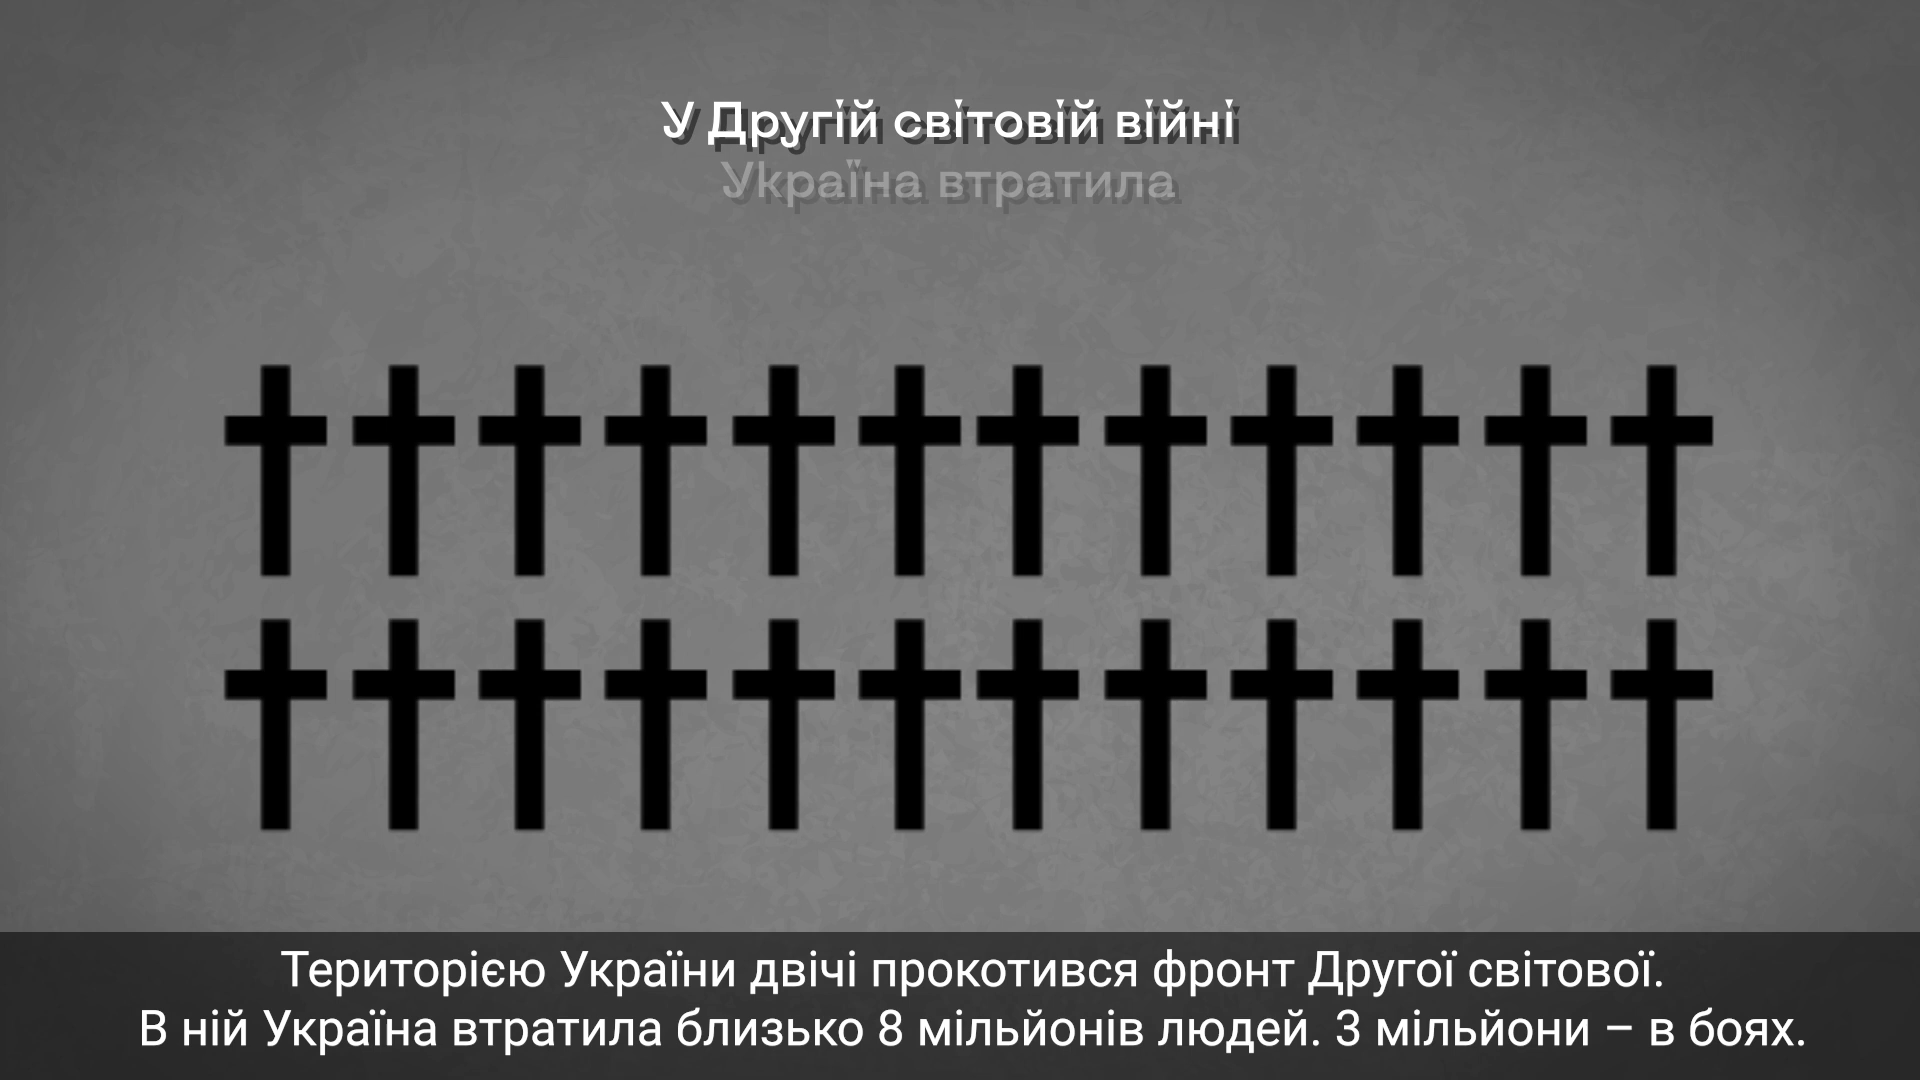 У Другій світовій війні
Україна втратила
Територією України двічі прокотився фронт Другої світової.
В ній Україна втратила близько 8 мільйонів людей. 3 мільйони – в боях.